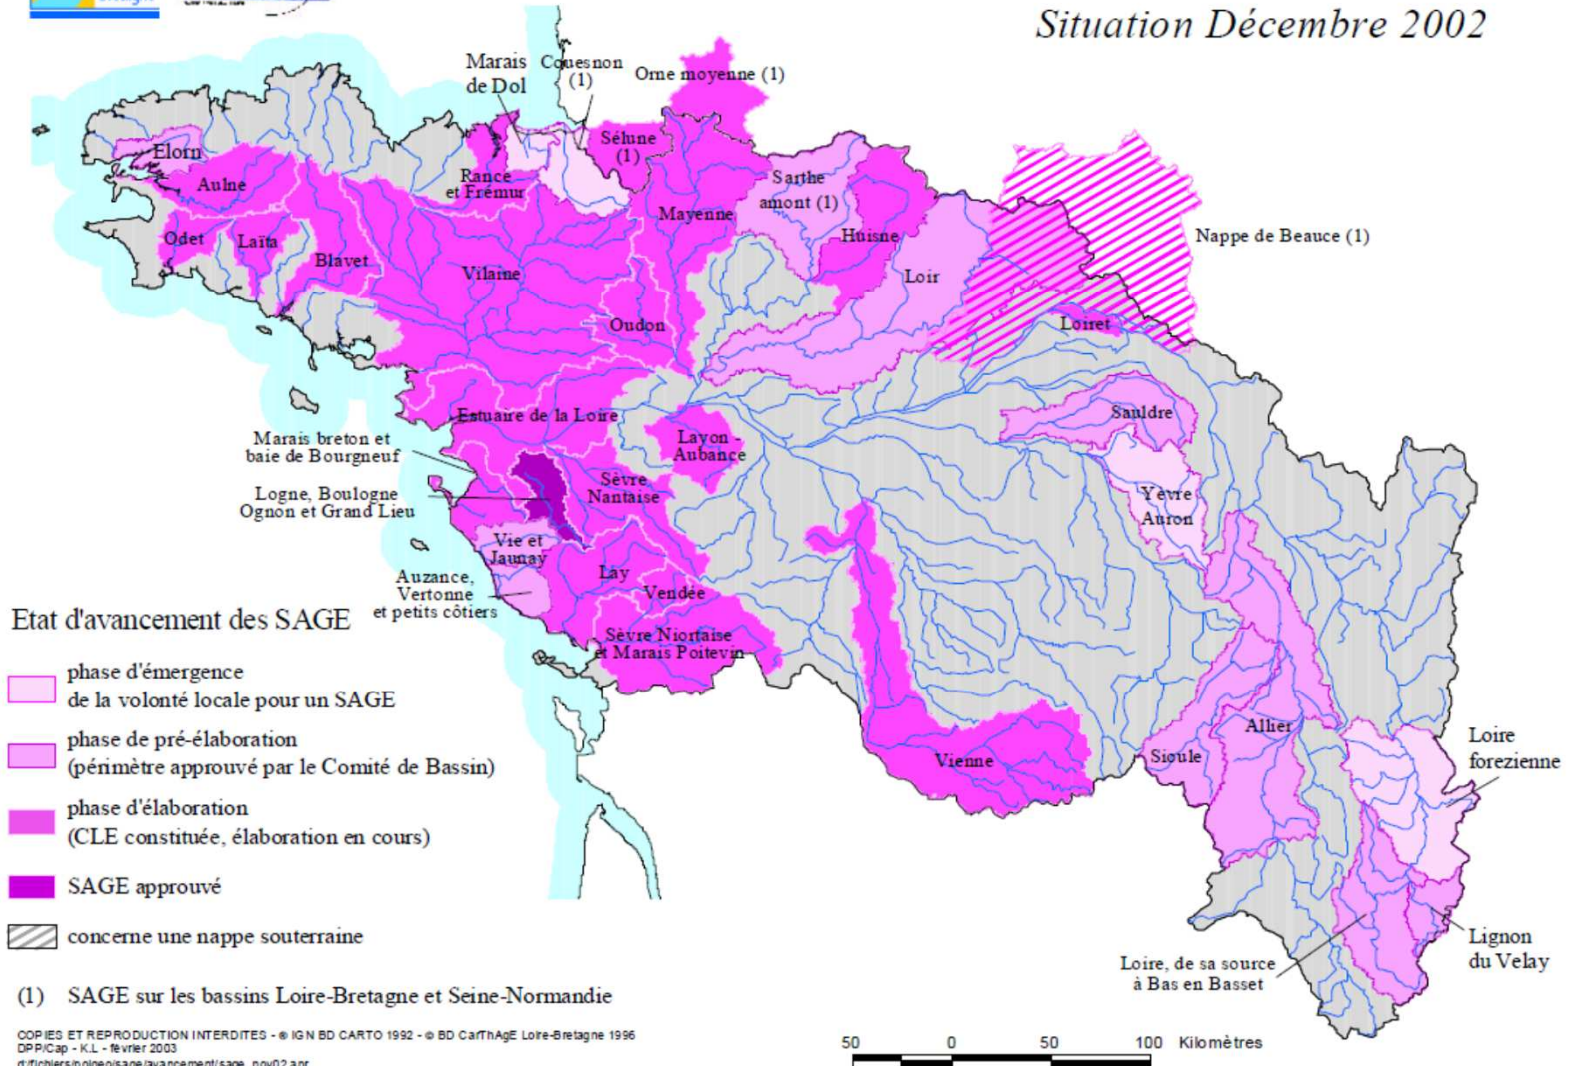 Situation Décembre 2002
Marais
de Dol
Couesnon
(1)
Orne moyenne (1)
Sélune
(1)
Elorn
Aulne
Rance
et Frémur
Mayenne
Sarthe
amont (1)
Huisne
Nappe de Beauce (1)
Odet
Laïta
Blavet
Vilaine
Loir
Oudon
Loiret
Estuaire de la Loire
Sauldre
Marais breton et
baie de Bourgneuf
Layon -
Aubance
Logne, Boulogne
Ognon et Grand Lieu
Sèvre
Nantaise
Yèvre
Auron
Vie et
Jaunay
Auzance,
Vertonne
et petits côtiers
Lay
Vendée
Sèvre Niortaise
et Marais Poitevin
Vienne
Sioule
Allier
Loire
forezienne
Lignon
du Velay
Loire, de sa source
à Bas en Basset
Etat d'avancement des SAGE
phase d'émergence
de la volonté locale pour un SAGE
phase de pré-élaboration
(périmètre approuvé par le Comité de Bassin)
phase d'élaboration
(CLE constituée, élaboration en cours)
SAGE approuvé
concerne une nappe souterraine
(1) SAGE sur les bassins Loire-Bretagne et Seine-Normandie
COPIES ET REPRODUCTION INTERDITES - ® IGN BD CARTO 1992 - © BD CarThAgE Loire-Bretagne 1996
DPP/Cap - K.L - février 2003
50 0 50 100 Kilomètres